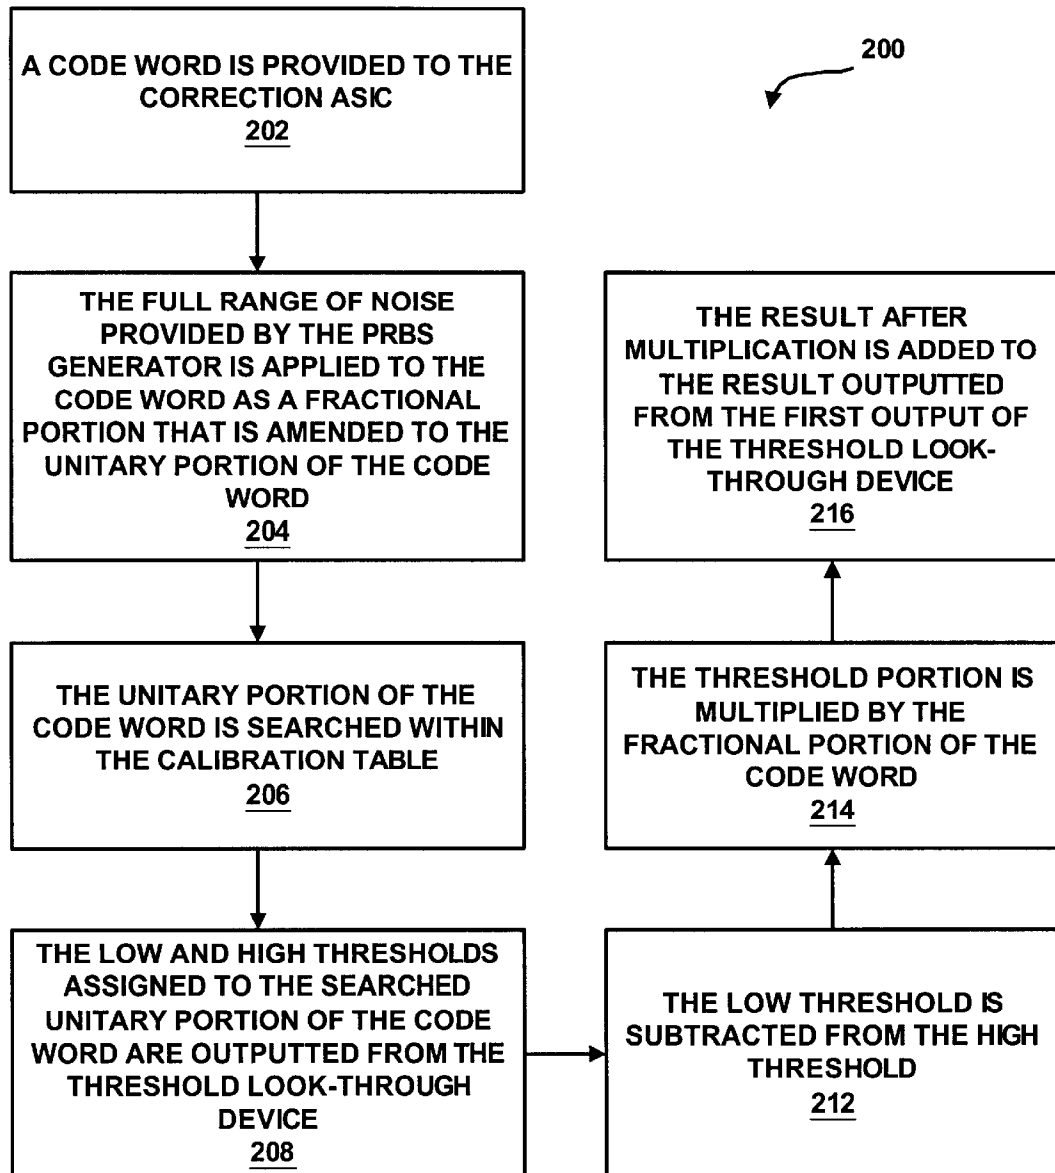 A CODE WORD IS PROVIDED TO THE
CORRECTION ASIC
202
200
THE FULL RANGE OF NOISE
PROVIDED BY THE PRBS
GENERATOR IS APPLIED TO THE
CODE WORD AS A FRACTIONAL
PORTION THAT IS AMENDED TO THE
UNITARY PORTION OF THE CODE
WORD
204
THE UNITARY PORTION OF THE
CODE WORD IS SEARCHED WITHIN
THE CALIBRATION TABLE
206
THE LOW AND HIGH THRESHOLDS
ASSIGNED TO THE SEARCHED
UNITARY PORTION OF THE CODE
WORD ARE OUTPUTTED FROM THE
THRESHOLD LOOK-THROUGH
DEVICE
208
THE LOW THRESHOLD IS
SUBTRACTED FROM THE HIGH
THRESHOLD
212
THE THRESHOLD PORTION IS
MULTIPLIED BY THE
FRACTIONAL PORTION OF THE
CODE WORD
214
THE RESULT AFTER
MULTIPLICATION IS ADDED TO
THE RESULT OUTPUTTED
FROM THE FIRST OUTPUT OF
THE THRESHOLD LOOK-
THROUGH DEVICE
216